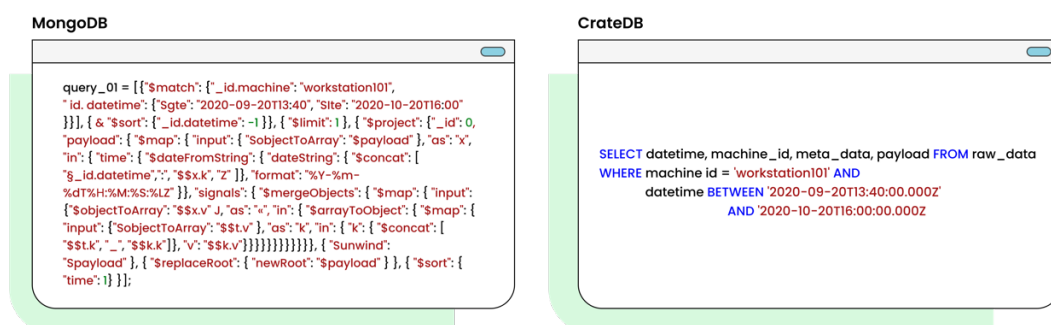 MongoDB
query_01 = [{"$match": {"_id.machine": "workstation101",
" id. datetime": {"Sgte": "2020-09-20T13:40", "Slte": "2020-10-20T16:00"
}}], { & "$sort": {"_id.datetime": -1 }}, { "$limit": 1 }, { "$project": {"_id": 0,
"payload": { "$map": { "input": { "SobjectToArray": "$payload" }, "as": "x",
"in": { "time": { "$dateFromString": { "dateString": { "$concat": [
"§_id.datetime",":", "$$x.k", "Z" ]}, "format": "%Y-%m-
%dT%H:%M:%S:%LZ" }}, "signals": { "$mergeObjects": { "$map": { "input":
{"$objectToArray": "$$x.v" J, "as": "«", "in": { "$arrayToObject": { "$map": {
"input": {"SobjectToArray": "$$t.v" }, "as": "k", "in": { "k": { "$concat": [
"$$t.k", "_", "$$k.k"]}, "v": "$$k.v"}}}}}}}}}}}}, { "Sunwind":
"Spayload" }, { "$replaceRoot": { "newRoot": "$payload" } }, { "$sort": {
"time": 1} }];
CrateDB
SELECT datetime, machine_id, meta_data, payload FROM raw_data
WHERE machine id = 'workstation101' AND
datetime BETWEEN '2020-09-20T13:40:00.000Z'
AND '2020-10-20T16:00:00.000Z